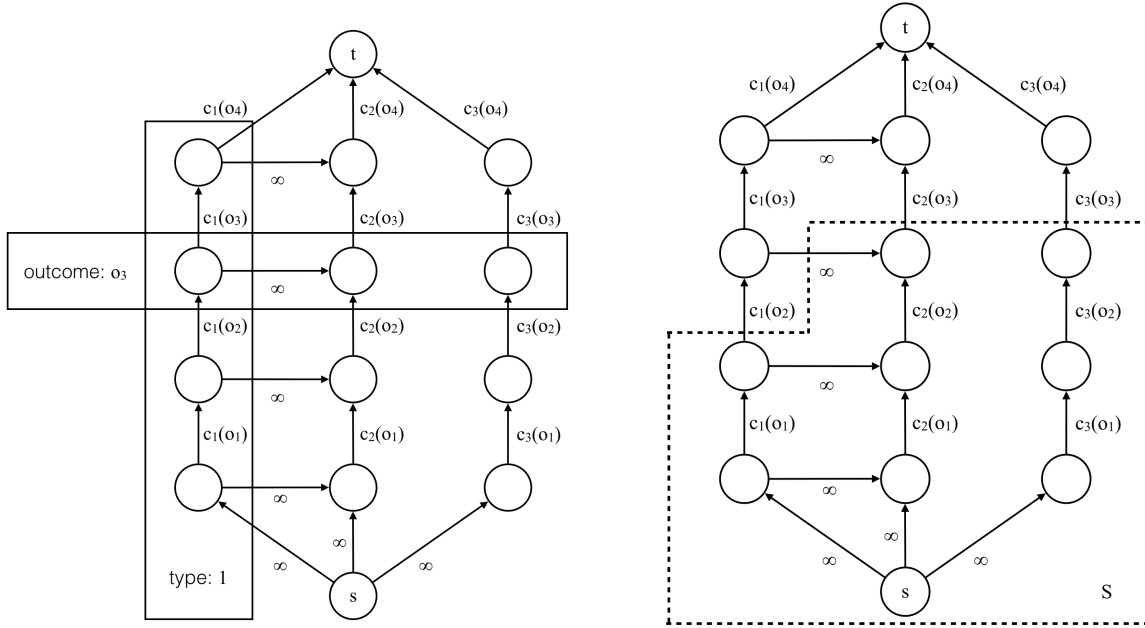 t
c₁(o₄) c₂(o₄) c₃(o₄)
∞
c₁(o₃) c₂(o₃) c₃(o₃)
outcome: o₃
∞
c₁(o₂) c₂(o₂) c₃(o₂)
∞
c₁(o₁) c₂(o₁) c₃(o₁)
∞
∞ ∞ ∞
type: 1
s
t
c₁(o₄) c₂(o₄) c₃(o₄)
∞
c₁(o₃) c₂(o₃) c₃(o₃)
∞
c₁(o₂) c₂(o₂) c₃(o₂)
∞
c₁(o₁) c₂(o₁) c₃(o₁)
∞
∞ ∞ ∞
s
S